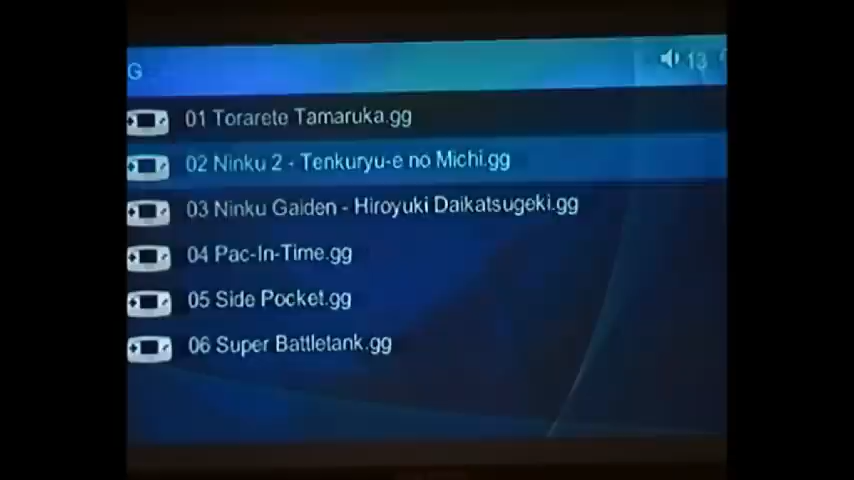 G
13
01 Torarete Tamaruka.gg
02 Ninku 2 - Tenkuryu-e no Michi.gg
03 Ninku Gaiden - Hiroyuki Daikatsugeki.gg
04 Pac-In-Time.gg
05 Side Pocket.gg
06 Super Battletank.gg